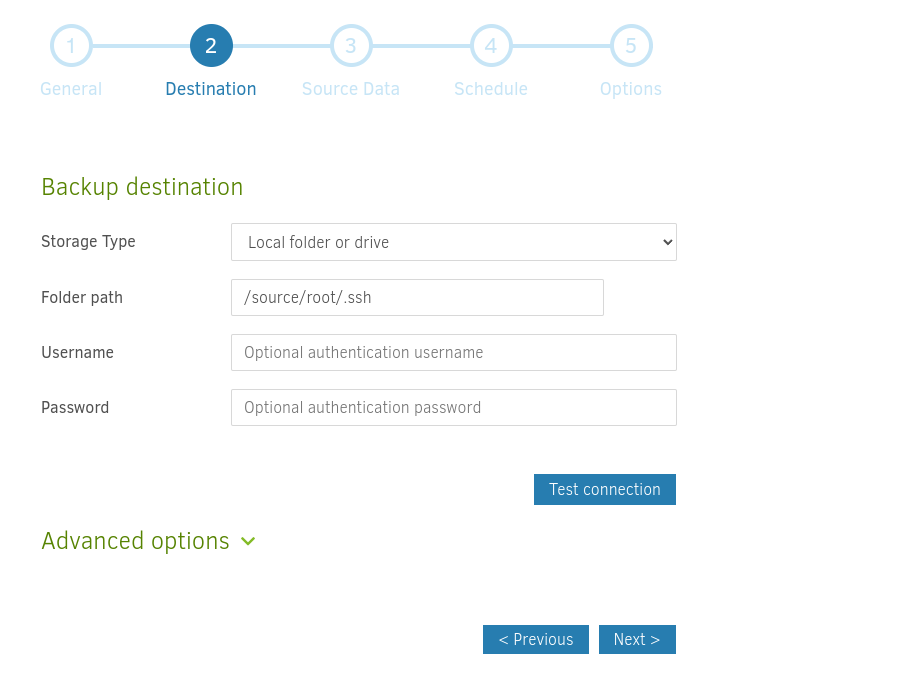 1 2 3 4 5
General Destination Source Data Schedule Options
Backup destination
Storage Type Local folder or drive
Folder path /source/root/.ssh
Username Optional authentication username
Password Optional authentication password
Test connection
Advanced options
< Previous Next >